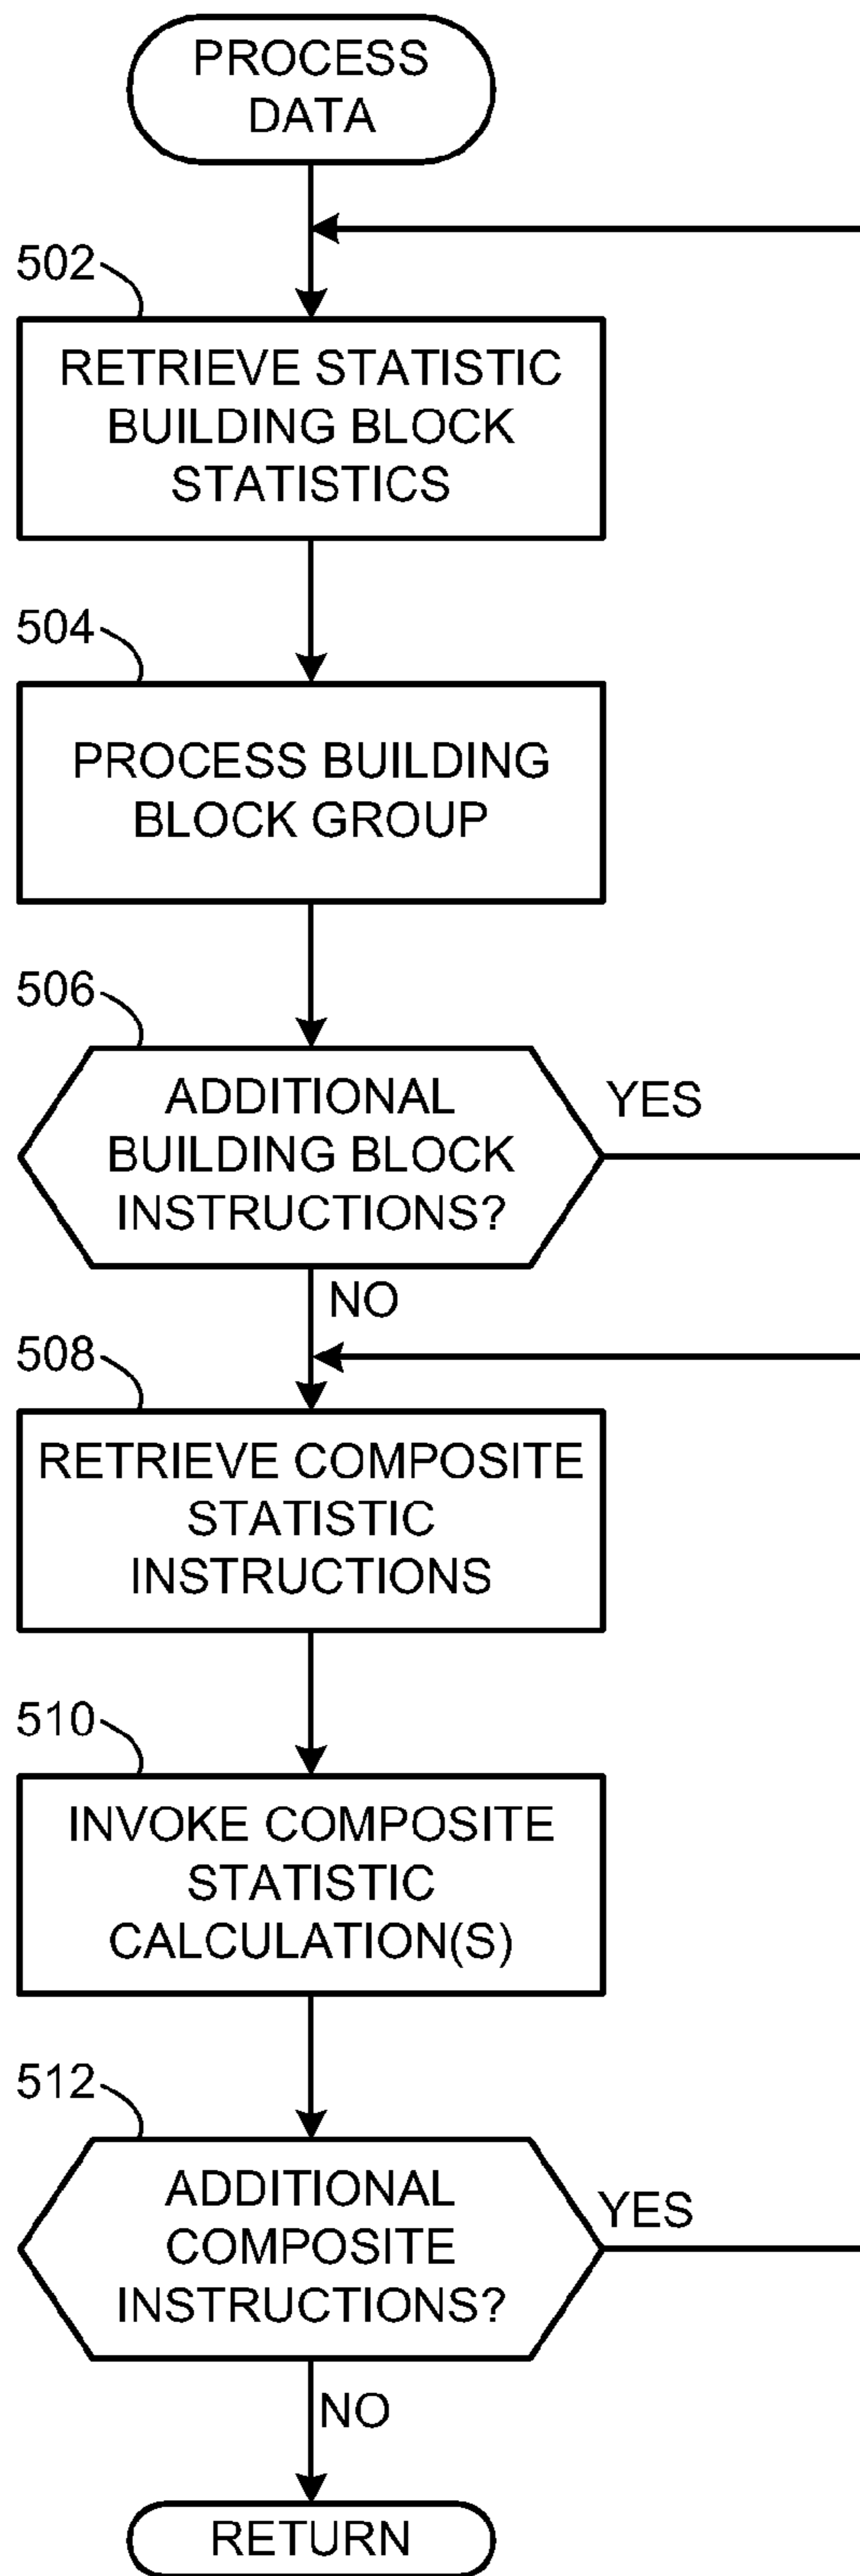 PROCESS
DATA
502
RETRIEVE STATISTIC
BUILDING BLOCK
STATISTICS
504
PROCESS BUILDING
BLOCK GROUP
506
ADDITIONAL
BUILDING BLOCK
INSTRUCTIONS?
YES
NO
508
RETRIEVE COMPOSITE
STATISTIC
INSTRUCTIONS
510
INVOKE COMPOSITE
STATISTIC
CALCULATION(S)
512
ADDITIONAL
COMPOSITE
INSTRUCTIONS?
YES
NO
RETURN